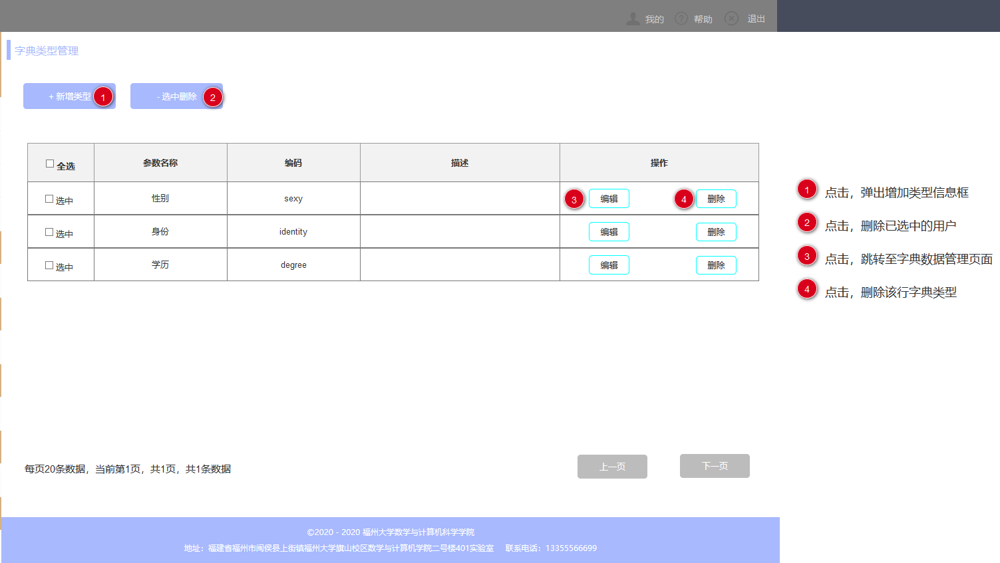 我的 ? 帮助 退出
字典类型管理
+ 新增类型 1 - 选中删除 2
全选 参数名称 编码 描述 操作
选中 性别 sexy 3 编辑 4 删除
选中 身份 identity 编辑 删除
选中 学历 degree 编辑 删除
1 点击，弹出增加类型信息框
2 点击，删除已选中的用户
3 点击，跳转至字典数据管理页面
4 点击，删除该行字典类型
每页20条数据，当前第1页，共1页，共1条数据 上一页 下一页
©2020 - 2020 福州大学数学与计算机科学学院
地址：福建省福州市闽侯县上街镇福州大学旗山校区数学与计算机学院二号楼401实验室 联系电话：13355566699